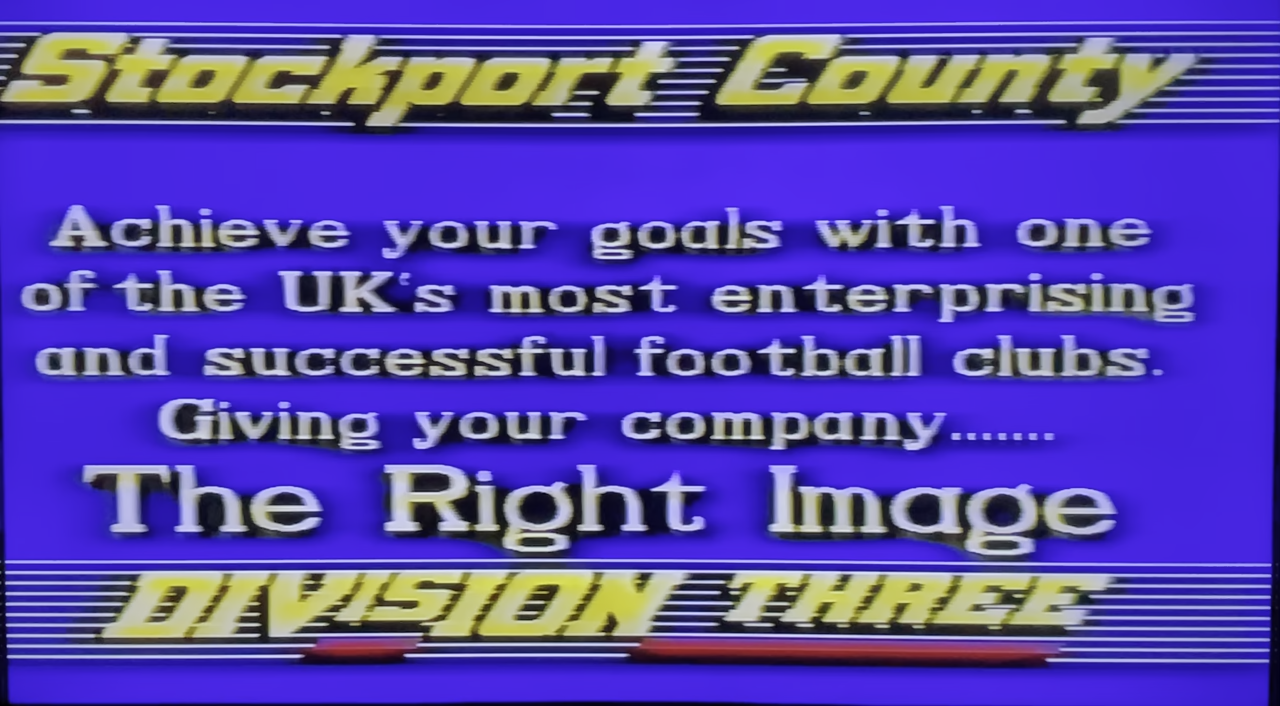 Stockport County
Achieve your goals with one
of the UK's most enterprising
and successful football clubs.
Giving your company.......
The Right Image
DIVISION THREE